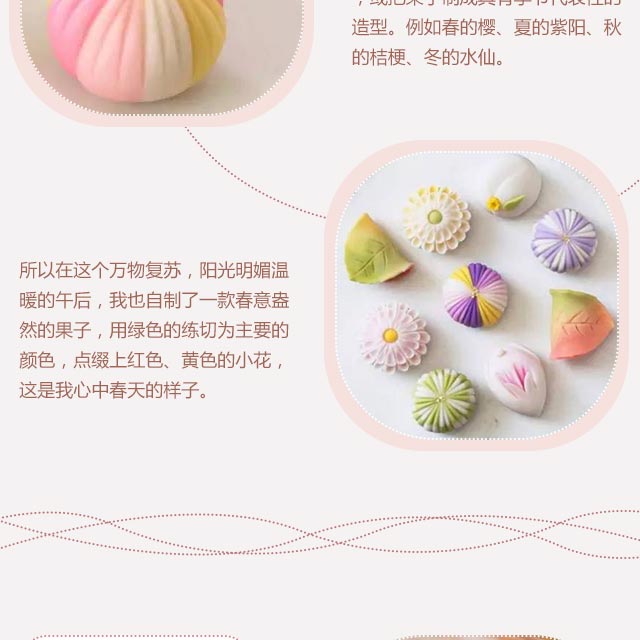 造型。例如春的樱、夏的紫阳、秋
的桔梗、冬的水仙。
所以在这个万物复苏，阳光明媚温
暖的午后，我也自制了一款春意盎
然的果子，用绿色的练切为主要的
颜色，点缀上红色、黄色的小花，
这是我心中春天的样子。